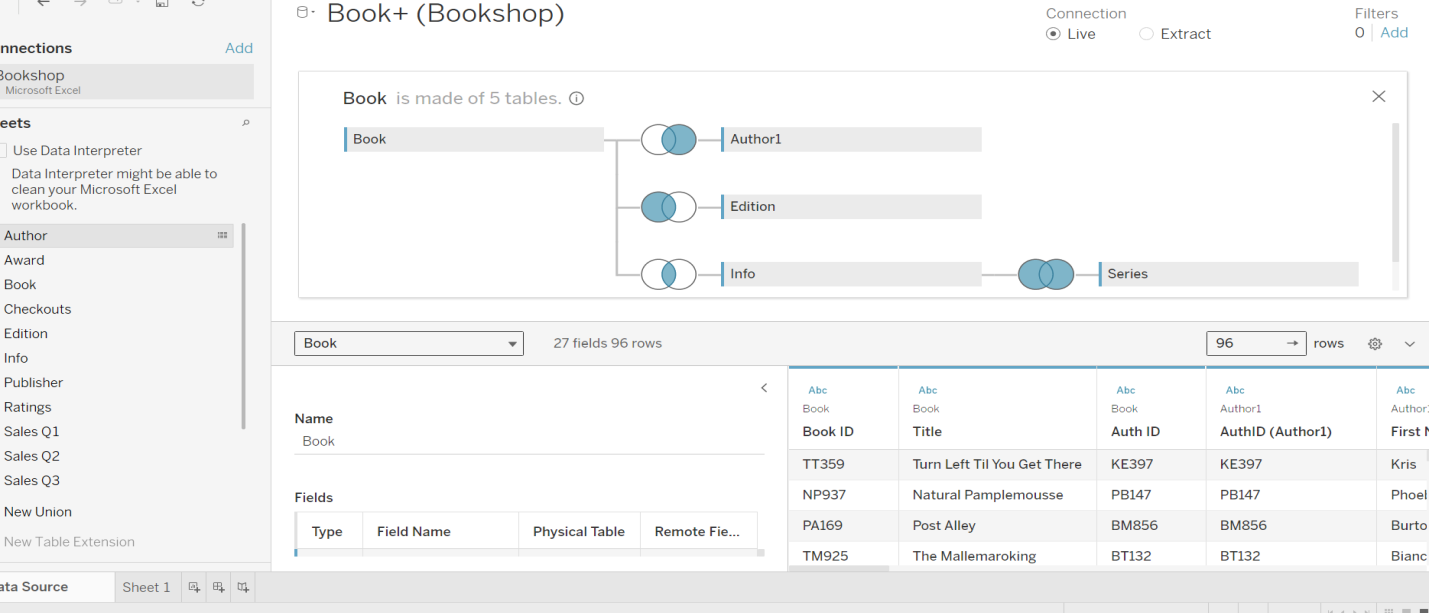 Book+ (Bookshop)
Connection
Live
Extract
Filters
0
Add
nnections
Add
Bookshop
Microsoft Excel
eets
Use Data Interpreter
Data Interpreter might be able to
clean your Microsoft Excel
workbook.
Author
Award
Book
Checkouts
Edition
Info
Publisher
Ratings
Sales Q1
Sales Q2
Sales Q3
New Union
New Table Extension
Book is made of 5 tables.
Book
Author1
Edition
Info
Series
Book
27 fields 96 rows
96
rows
Name
Book
Fields
Type Field Name Physical Table Remote Fie...
Abc Abc Abc Abc Abc
Book Book Book Author1 Author1
Book ID Title Auth ID AuthID (Author1) First N
TT359 Turn Left Til You Get There KE397 KE397 Kris
NP937 Natural Pamplemousse PB147 PB147 Phoel
PA169 Post Alley BM856 BM856 Burto
TM925 The Mallemaroking BT132 BT132 Bianc
ata Source
Sheet 1